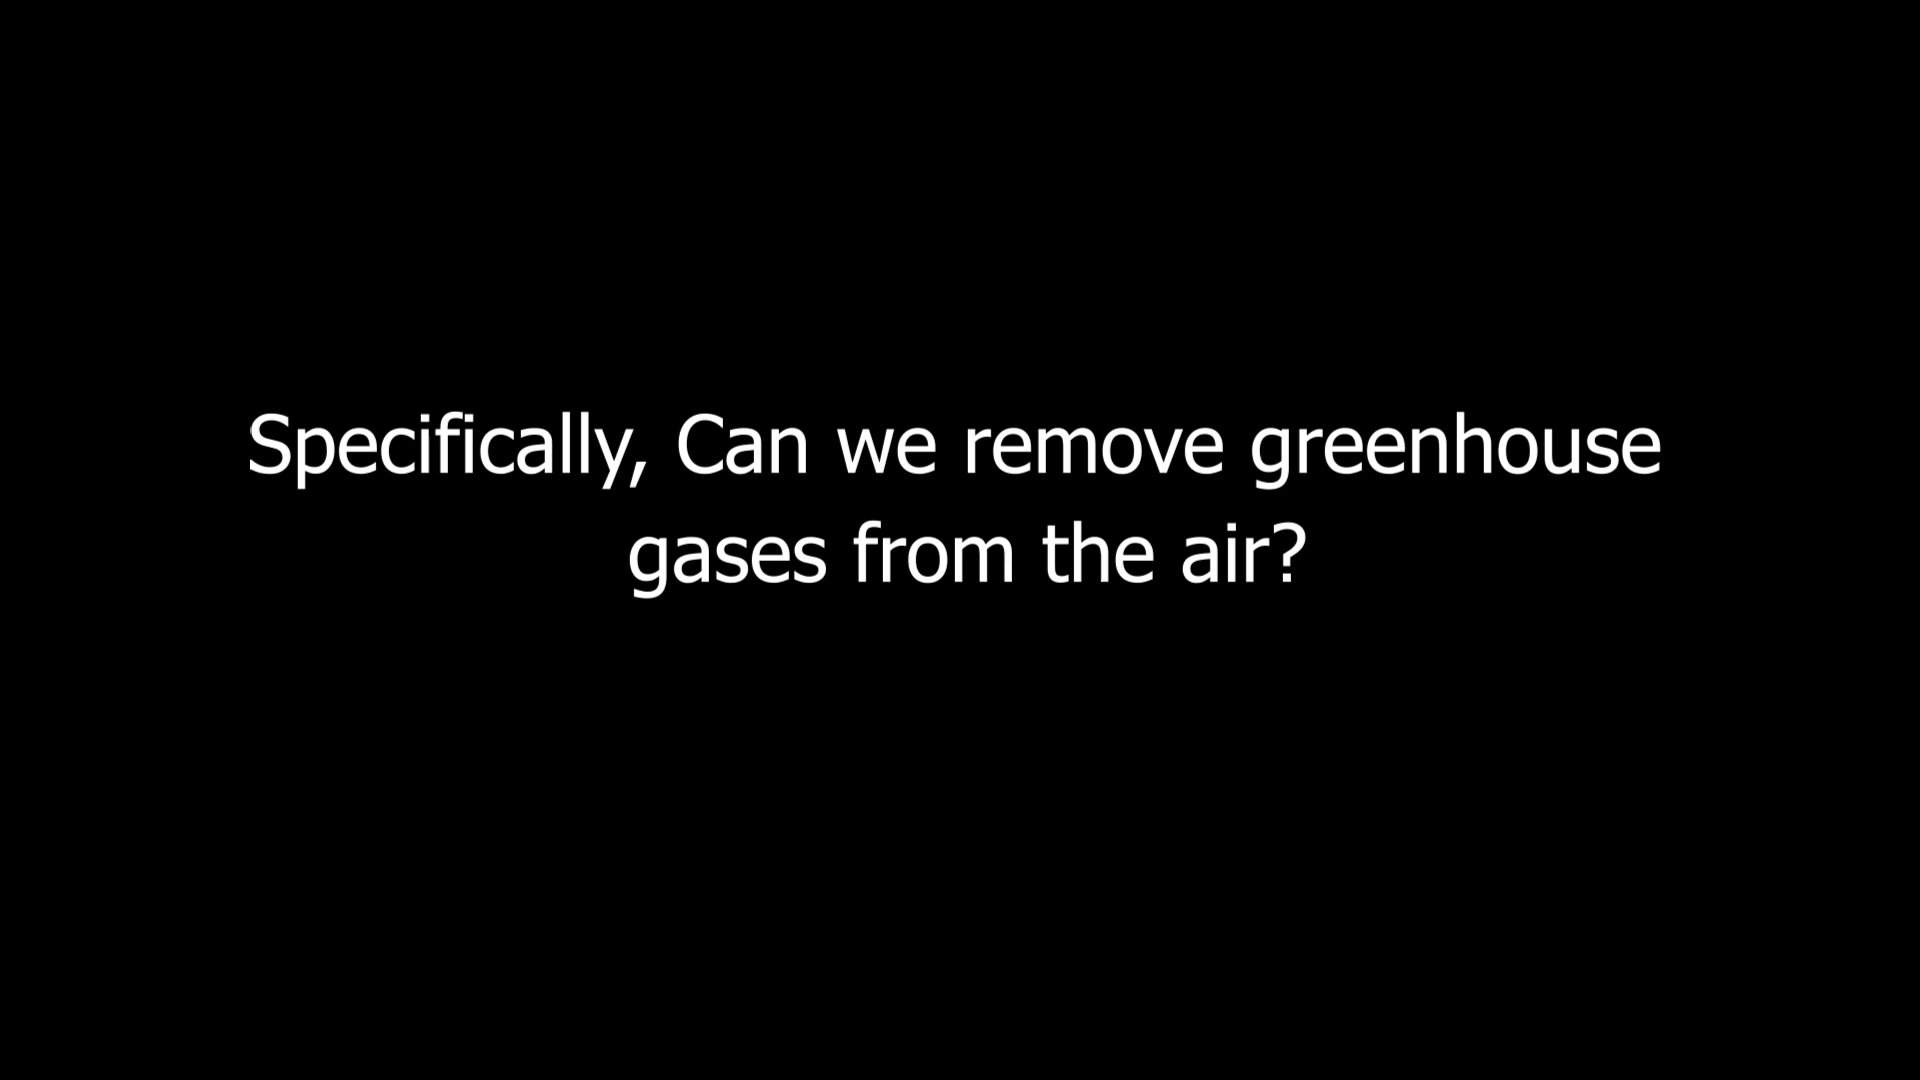 Specifically, Can we remove greenhouse
gases from the air?